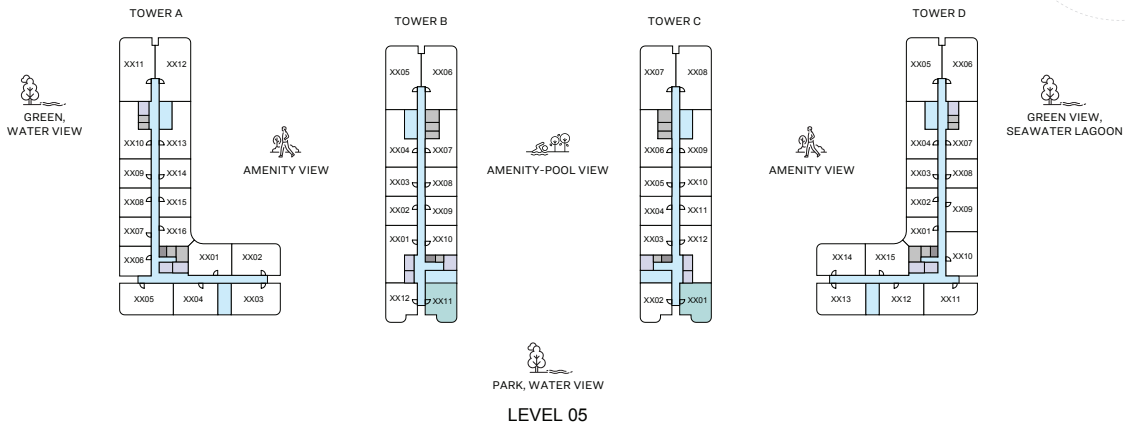 TOWER A
TOWER B
TOWER C
TOWER D
XX11
XX12
XX10
XX13
XX09
XX14
XX08
XX15
XX07
XX16
XX06
XX01
XX02
XX05
XX04
XX03
XX05
XX06
XX04
XX07
XX03
XX08
XX02
XX09
XX01
XX10
XX12
XX11
XX07
XX08
XX06
XX09
XX05
XX10
XX04
XX11
XX03
XX12
XX02
XX01
XX05
XX06
XX04
XX07
XX03
XX08
XX02
XX09
XX01
XX10
XX14
XX15
XX13
XX12
XX11
GREEN,
WATER VIEW
AMENITY VIEW
AMENITY-POOL VIEW
AMENITY VIEW
GREEN VIEW,
SEAWATER LAGOON
PARK, WATER VIEW
LEVEL 05